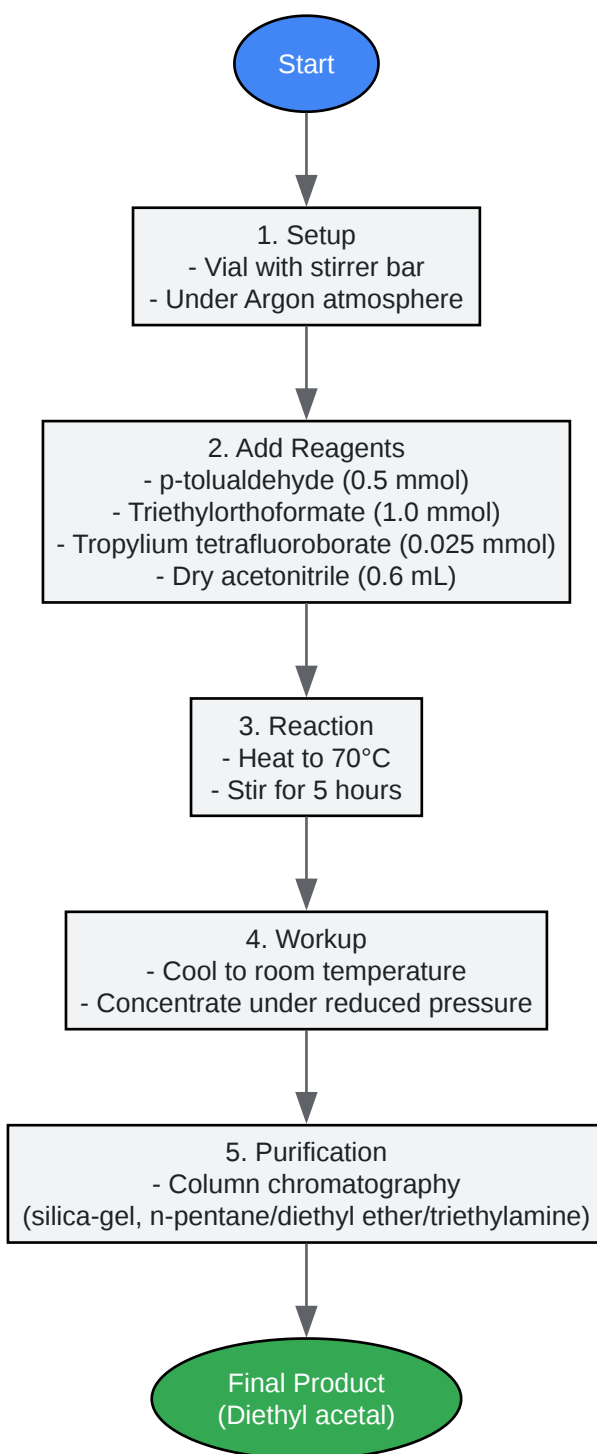 Start
1. Setup
- Vial with stirrer bar
- Under Argon atmosphere
2. Add Reagents
- p-tolualdehyde (0.5 mmol)
- Triethylorthoformate (1.0 mmol)
- Tropylium tetrafluoroborate (0.025 mmol)
- Dry acetonitrile (0.6 mL)
3. Reaction
- Heat to 70°C
- Stir for 5 hours
4. Workup
- Cool to room temperature
- Concentrate under reduced pressure
5. Purification
- Column chromatography
(silica-gel, n-pentane/diethyl ether/triethylamine)
Final Product
(Diethyl acetal)